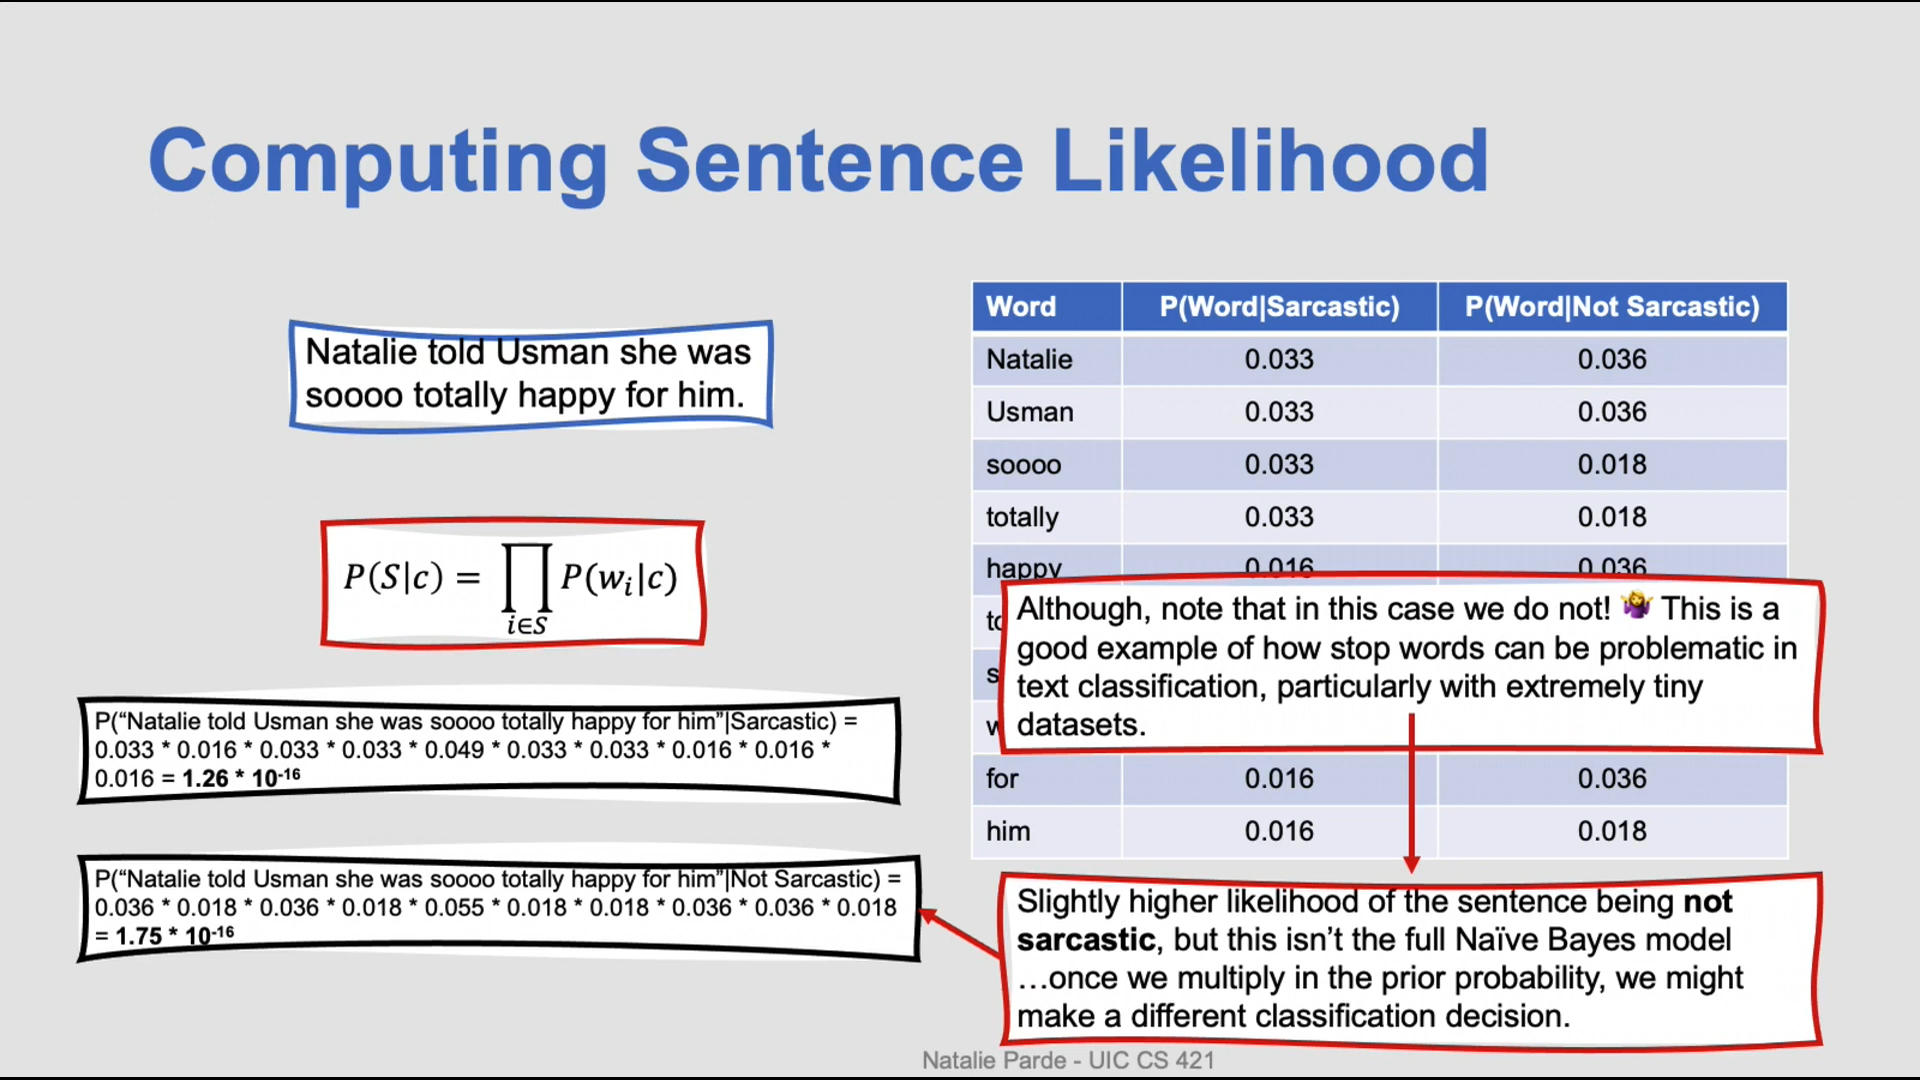 Computing Sentence Likelihood
Natalie told Usman she was
soooo totally happy for him.
P(S|c) = ∏ P(wᵢ|c)
i∈S
P(“Natalie told Usman she was soooo totally happy for him”|Sarcastic) =
0.033 * 0.016 * 0.033 * 0.033 * 0.049 * 0.033 * 0.033 * 0.016 * 0.016 *
0.016 = 1.26 * 10⁻¹⁶
P(“Natalie told Usman she was soooo totally happy for him”|Not Sarcastic) =
0.036 * 0.018 * 0.036 * 0.018 * 0.055 * 0.018 * 0.018 * 0.036 * 0.036 * 0.018
= 1.75 * 10⁻¹⁶
Word P(Word|Sarcastic) P(Word|Not Sarcastic)
Natalie 0.033 0.036
Usman 0.033 0.036
soooo 0.033 0.018
totally 0.033 0.018
happy 0.016 0.036
Although, note that in this case we do not! 🤷‍♀️ This is a
good example of how stop words can be problematic in
text classification, particularly with extremely tiny
datasets.
for 0.016 0.036
him 0.016 0.018
Slightly higher likelihood of the sentence being not
sarcastic, but this isn’t the full Naïve Bayes model
…once we multiply in the prior probability, we might
make a different classification decision.
Natalie Parde - UIC CS 421